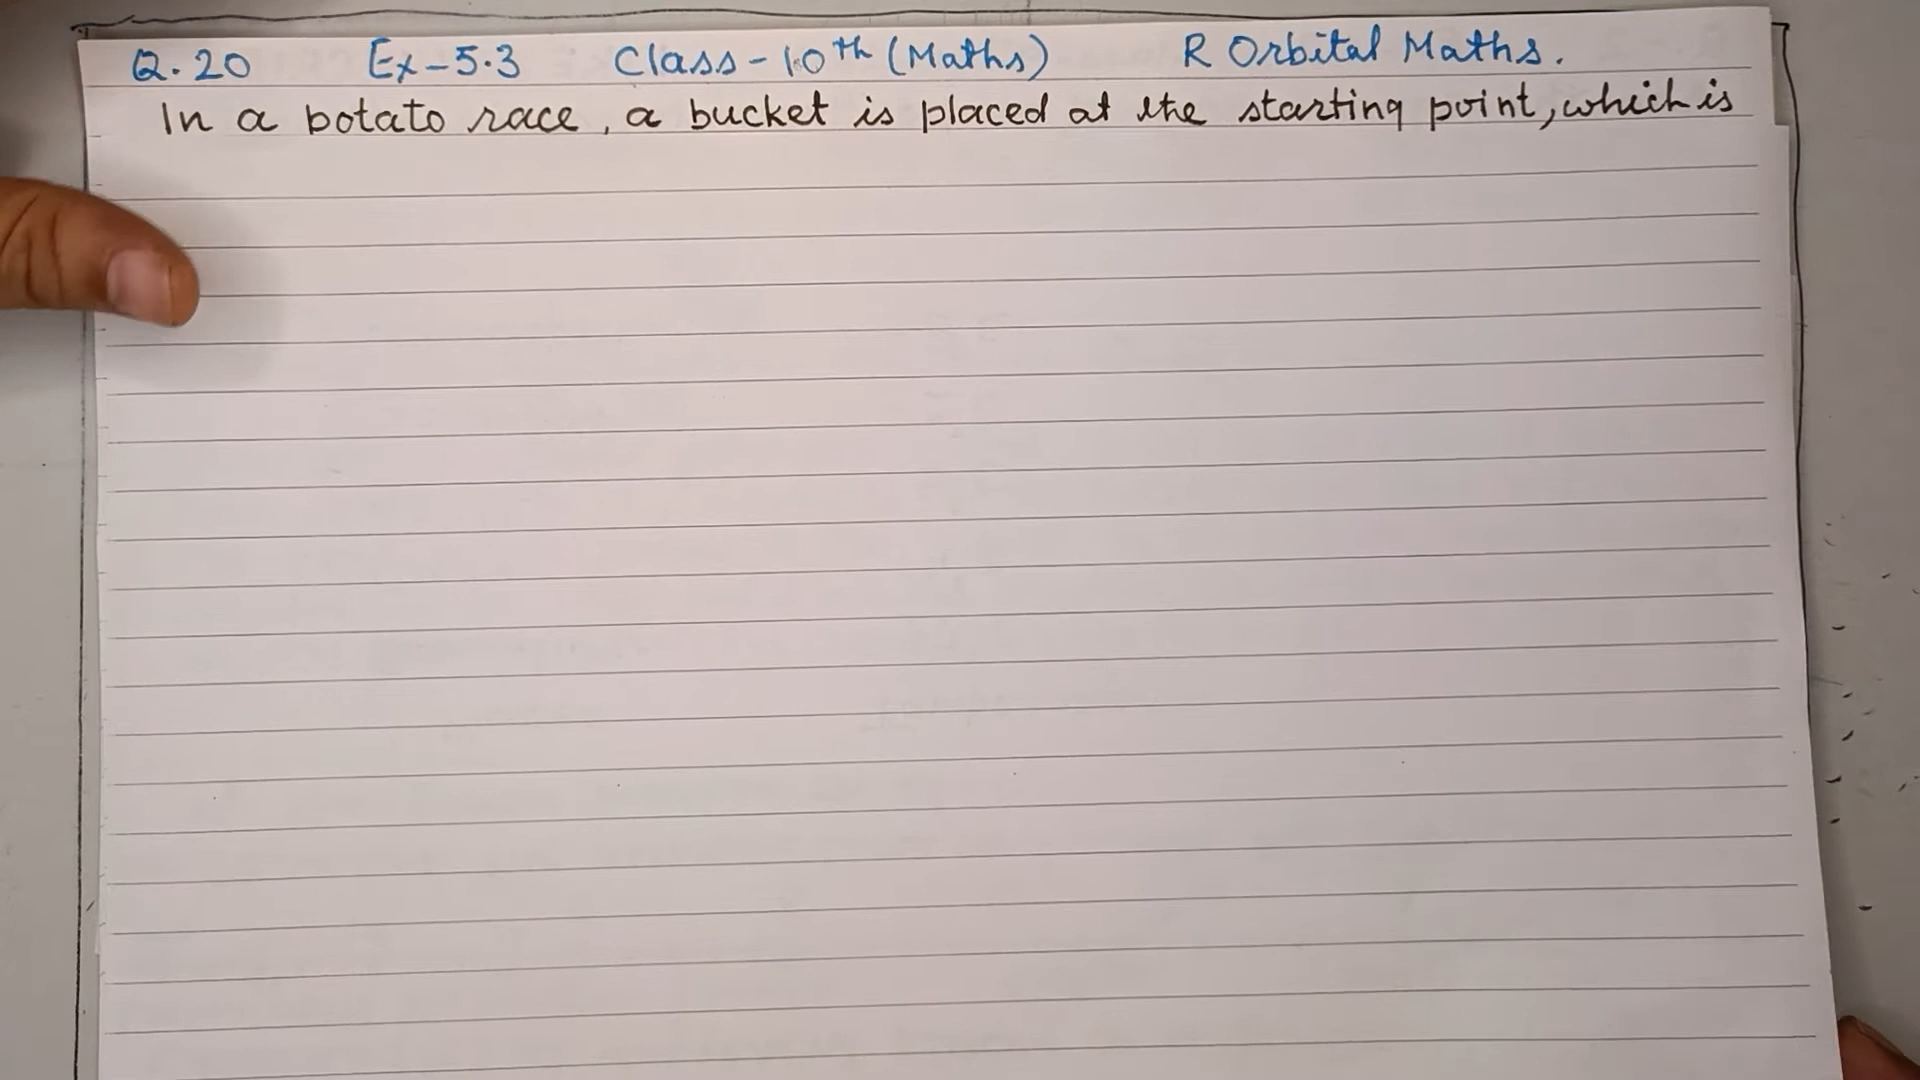 Q. 20 Ex-5.3 Class-10th (Maths) R Orbital Maths.
In a botato race, a bucket is placed at the starting point, which is